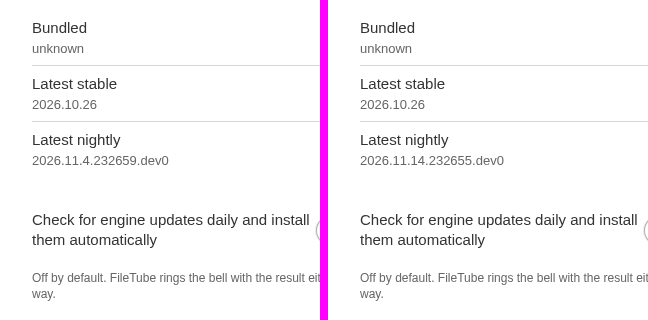 Bundled
unknown
Latest stable
2026.10.26
Latest nightly
2026.11.4.232659.dev0
Check for engine updates daily and install
them automatically
Off by default. FileTube rings the bell with the result eit
way.
Bundled
unknown
Latest stable
2026.10.26
Latest nightly
2026.11.14.232655.dev0
Check for engine updates daily and install
them automatically
Off by default. FileTube rings the bell with the result eit
way.